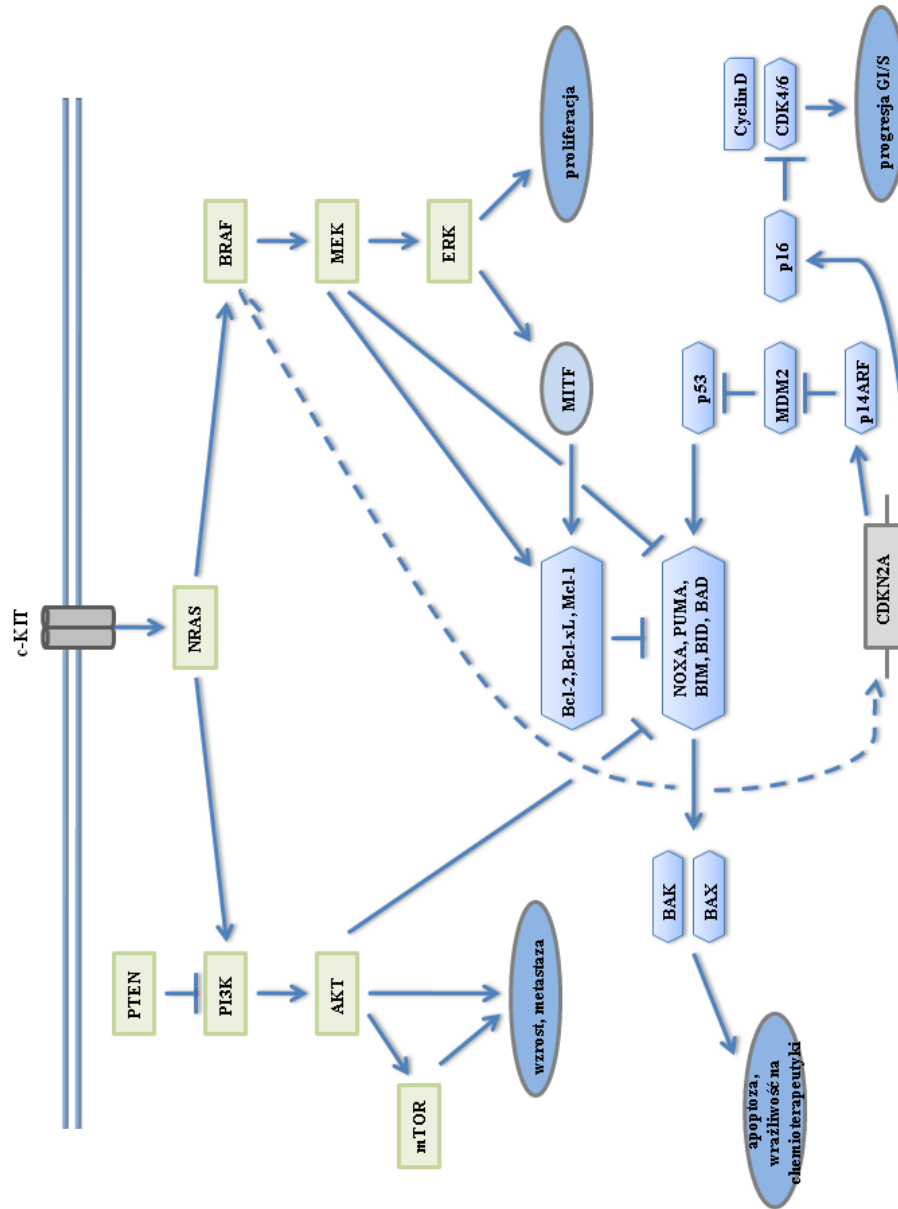 c-KIT
NRAS
PTEN
PI3K
BRAF
AKT
MEK
mTOR
ERK
wzrost, metastaza
MITF
proliferacja
Bcl-2, Bcl-xL, Mcl-1
NOXA, PUMA,
BIM, BID, BAD
p53
BAK
BAX
MDM2
p16
CyclinD
CDK4/6
apoptoza,
wrażliwość na
chemioterapeutyki
p14ARF
CDKN2A
progresja GI/S